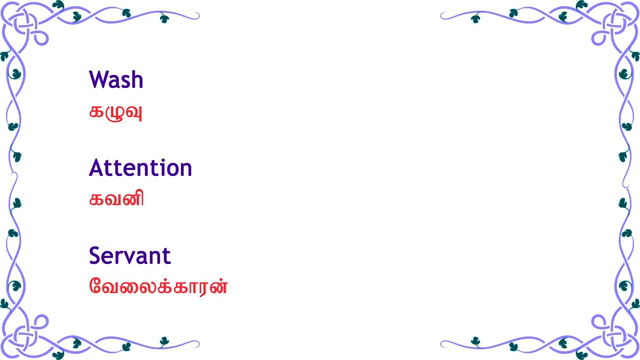 Wash
கழுவு
Attention
கவனி
Servant
வேலைக்காரன்